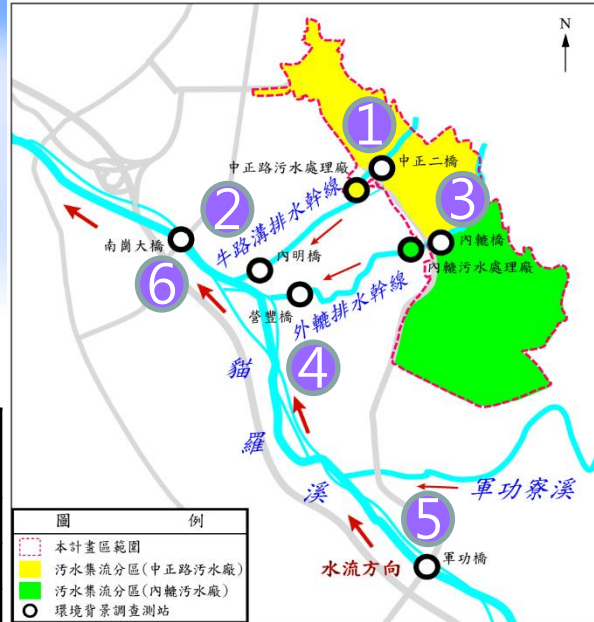 N
1
中正路污水處理廠
中正二橋
2
牛路溝排水幹線
3
南崗大橋
內明橋
內轆橋
內轆污水處理廠
6
營豐橋
外轆排水幹線
4
貓
羅
溪
軍功寮溪
5
水流方向
軍功橋
圖 例
本計畫區範圍
污水集流分區(中正路污水廠)
污水集流分區(內轆污水廠)
環境背景調查測站